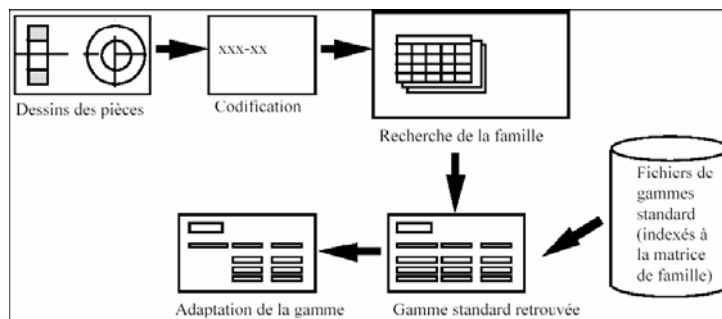 xxx-xx
Dessins des pièces
Codification
Recherche de la famille
Fichiers de
gammes
standard
(indexés à
la matrice
de famille)
Adaptation de la gamme
Gamme standard retrouvée